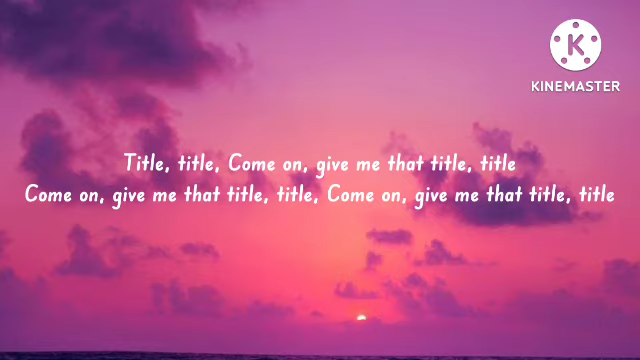 KINEMASTER
Title, title, Come on, give me that title, title
Come on, give me that title, title, Come on, give me that title, title